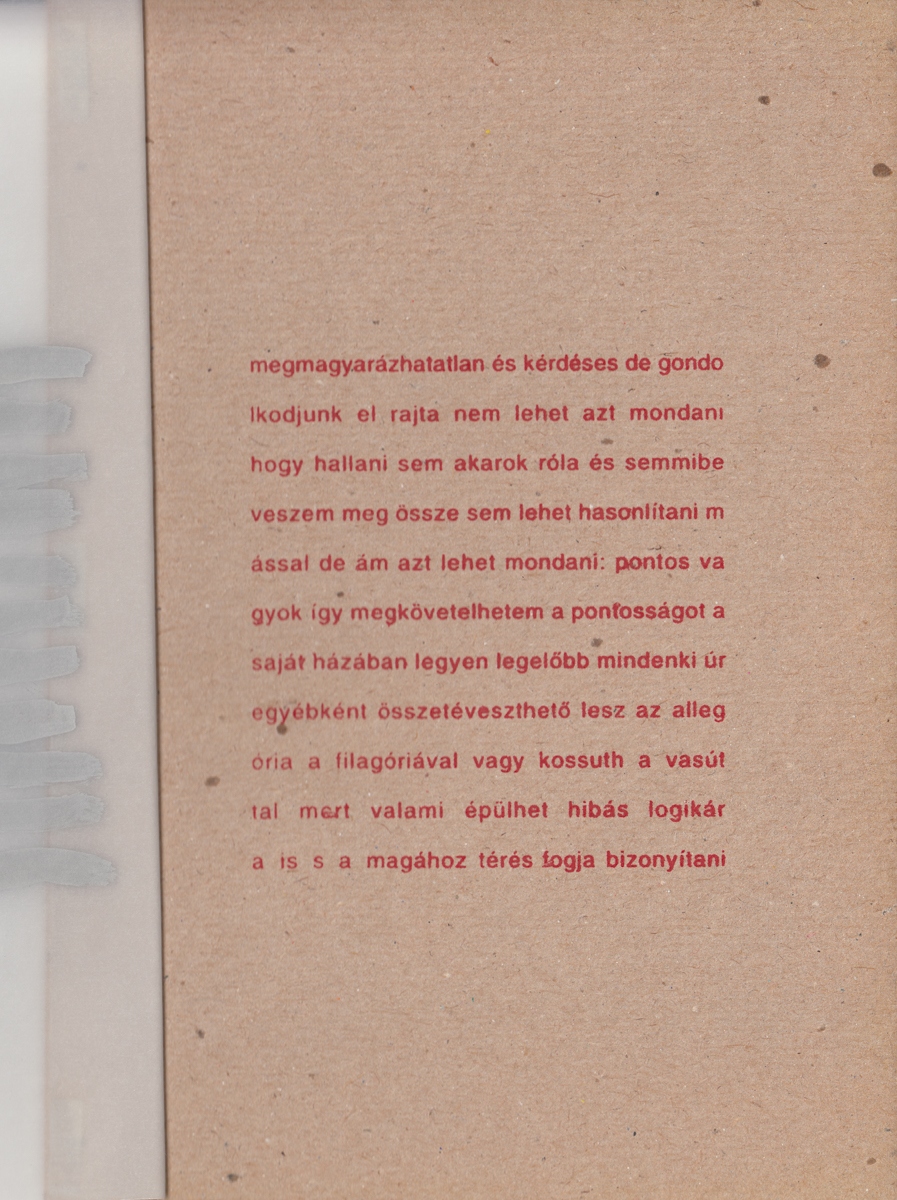 megmagyarázhatatlan és kérdéses de gondo
lkodjunk el rajta nem lehet azt mondani
hogy hallani sem akarok róla és semmibe
veszem meg össze sem lehet hasonlítani m
ással de ám azt lehet mondani: pontos va
gyok így megkövetelhetem a pontosságot a
saját házában legyen legelőbb mindenki úr
egyébként összetéveszthető lesz az alleg
ória a filagóriával vagy kossuth a vasút
tal mert valami épülhet hibás logikár
a is s a magához térés fogja bizonyítani